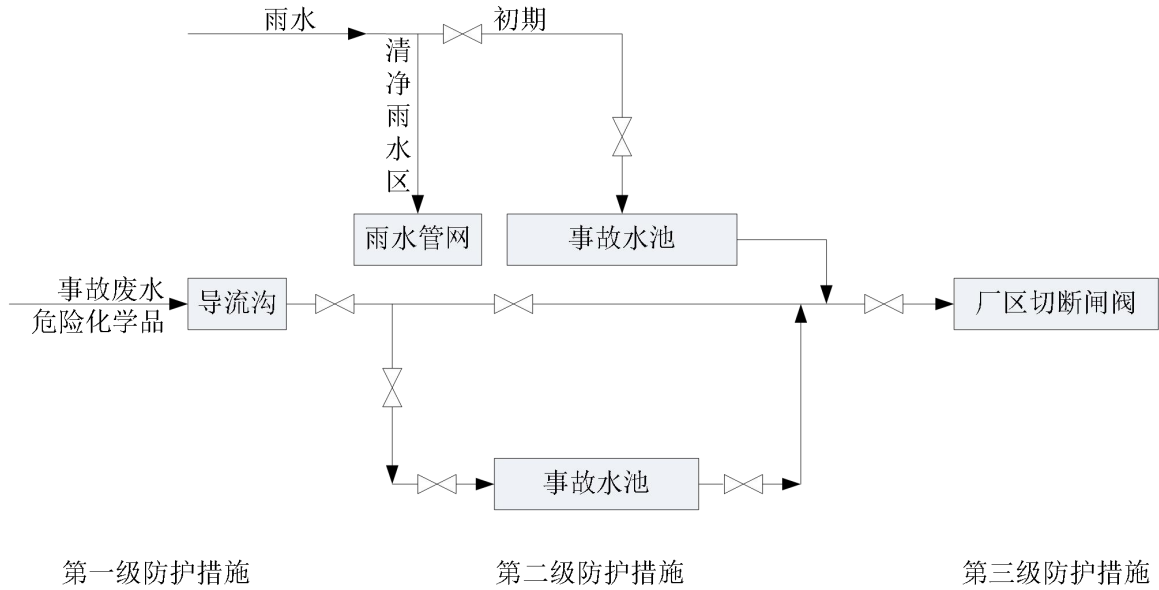 雨水
初期
清净雨水区
雨水管网
事故水池
事故废水
危险化学品
导流沟
厂区切断闸阀
事故水池
第一级防护措施
第二级防护措施
第三级防护措施